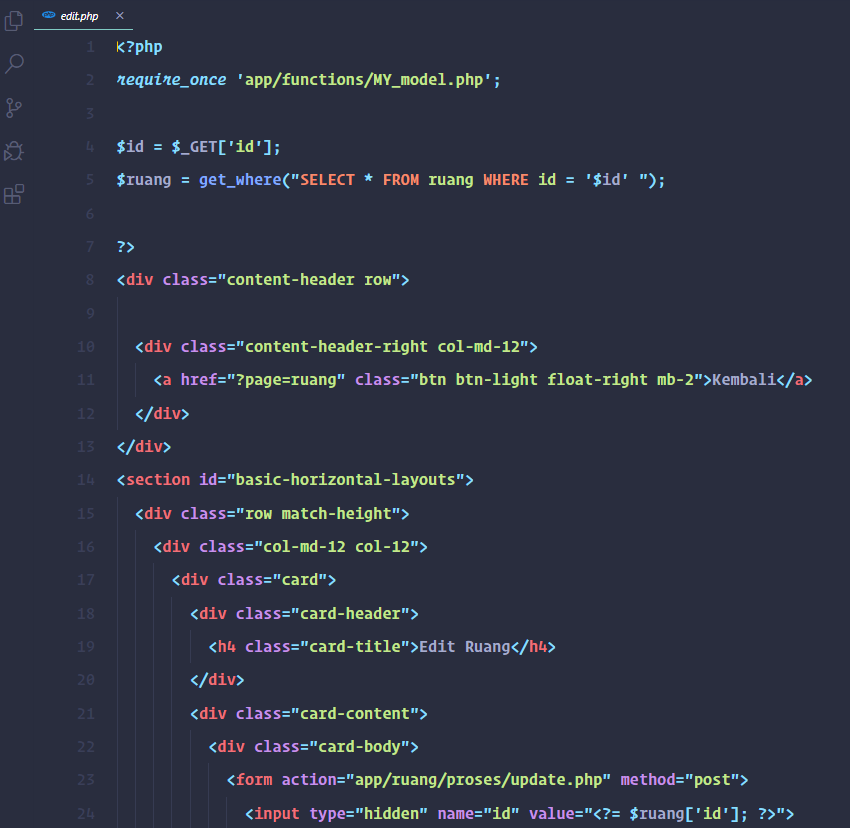 edit.php
1 <?php
2 require_once 'app/functions/MY_model.php';
3
4 $id = $_GET['id'];
5 $ruang = get_where("SELECT * FROM ruang WHERE id = '$id' ");
6
7 ?>
8 <div class="content-header row">
9
10 <div class="content-header-right col-md-12">
11 <a href="?page=ruang" class="btn btn-light float-right mb-2">Kembali</a>
12 </div>
13 </div>
14 <section id="basic-horizontal-layouts">
15 <div class="row match-height">
16 <div class="col-md-12 col-12">
17 <div class="card">
18 <div class="card-header">
19 <h4 class="card-title">Edit Ruang</h4>
20 </div>
21 <div class="card-content">
22 <div class="card-body">
23 <form action="app/ruang/proses/update.php" method="post">
24 <input type="hidden" name="id" value="<?= $ruang['id']; ?>">